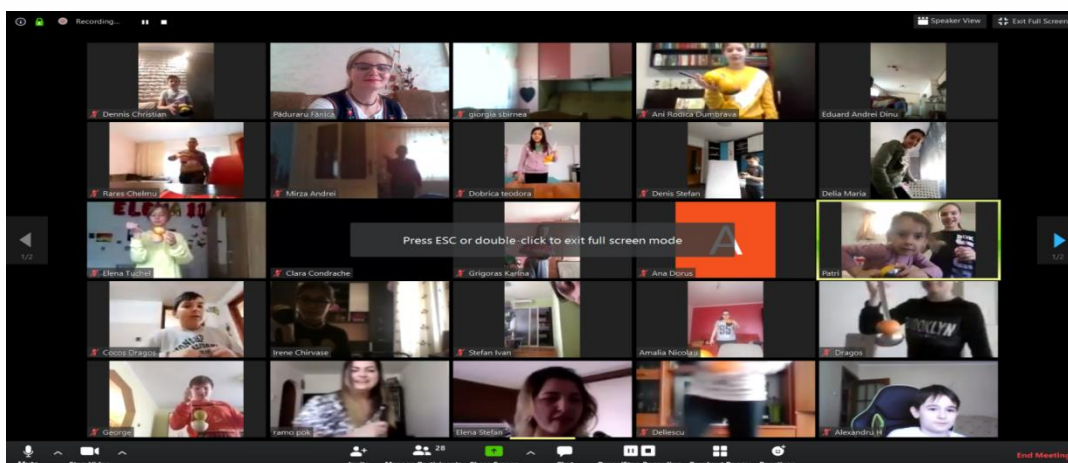 Recording...
Speaker View
Exit Full Screen
Dennis Christian
Păduraru Fănica
giorgia sbirnea
Ani Rodica Dumbrava
Eduard Andrei Dinu
Rares Chelmu
Mirza Andrei
Dobrica teodora
Denis Stefan
Delia Maria
ELENA
1/2
Press ESC or double-click to exit full screen mode
A
1/2
Elena Tuchel
Clara Condrache
Grigoras Karina
Ana Dorus
Patri
BROOKLYN
Cocos Dragos
Irene Chirvase
Stefan Ivan
Amalia Nicolau
Dragos
George
ramo pok
Elena Stefan
Deliescu
Alexandru H
28
End Meeting